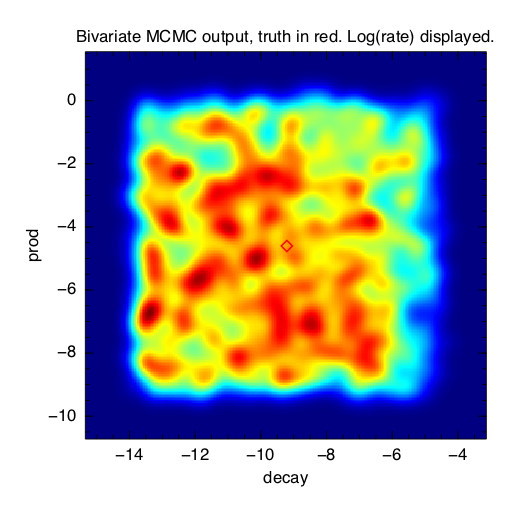 Bivariate MCMC output, truth in red. Log(rate) displayed.
0
−2
−4
−6
−8
−10
prod
−14 −12 −10 −8 −6 −4
decay